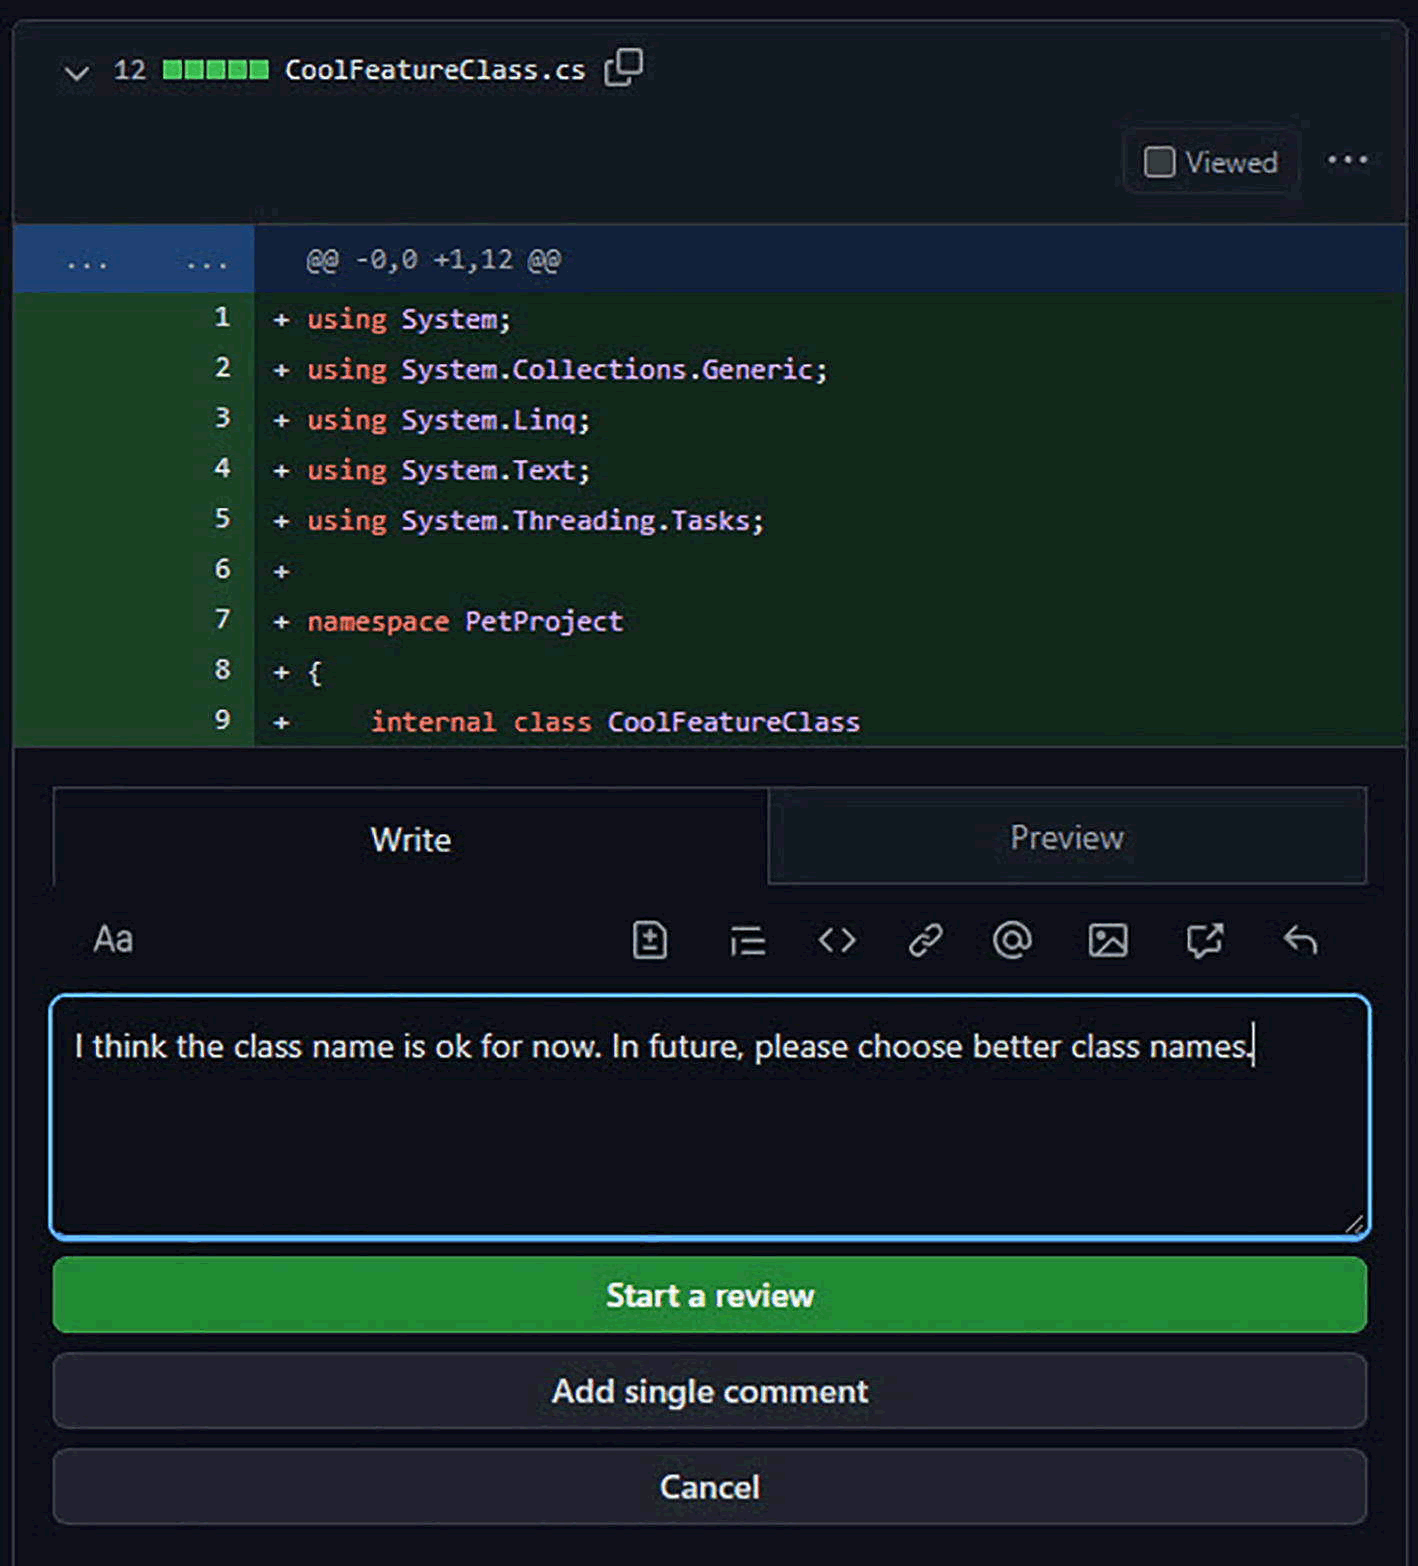 12 CoolFeatureClass.cs
Viewed ...
... ... @@ -0,0 +1,12 @@
1 + using System;
2 + using System.Collections.Generic;
3 + using System.Linq;
4 + using System.Text;
5 + using System.Threading.Tasks;
6 +
7 + namespace PetProject
8 + {
9 +     internal class CoolFeatureClass
Write Preview
Aa
I think the class name is ok for now. In future, please choose better class names.
Start a review
Add single comment
Cancel